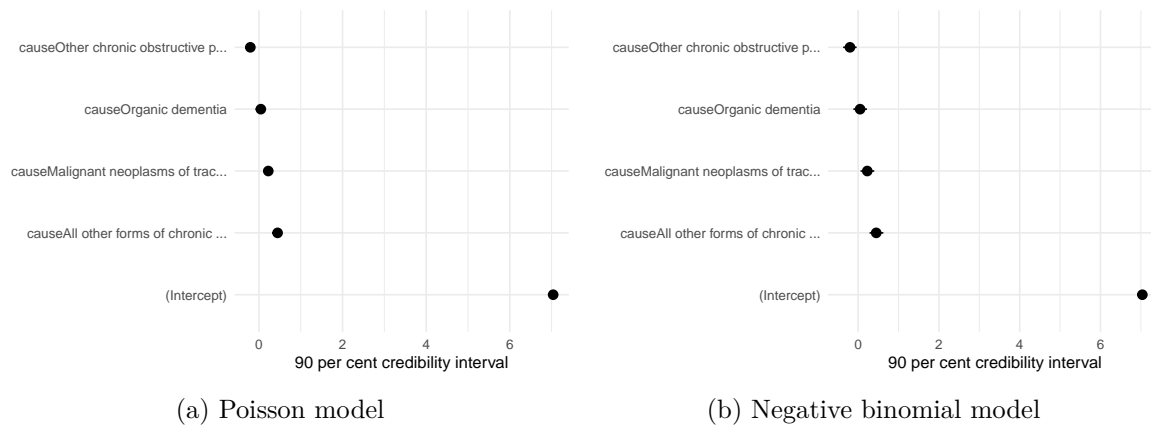 causeOther chronic obstructive p...
causeOrganic dementia
causeMalignant neoplasms of trac...
causeAll other forms of chronic ...
(Intercept)
0 2 4 6
90 per cent credibility interval
(a) Poisson model
causeOther chronic obstructive p...
causeOrganic dementia
causeMalignant neoplasms of trac...
causeAll other forms of chronic ...
(Intercept)
0 2 4 6
90 per cent credibility interval
(b) Negative binomial model